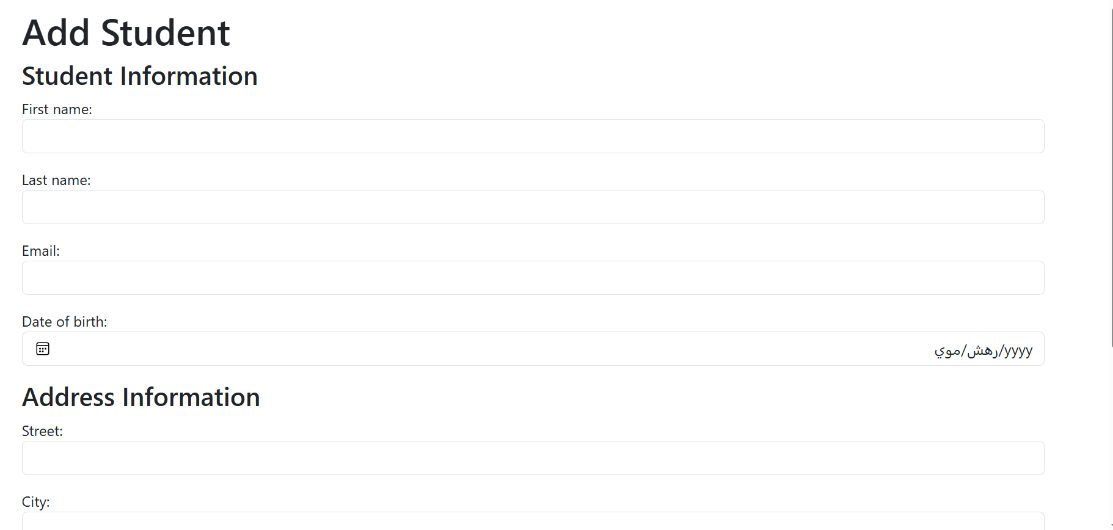 Add Student
Student Information
First name:
Last name:
Email:
Date of birth:
yyyy/رهش/موي
Address Information
Street:
City: